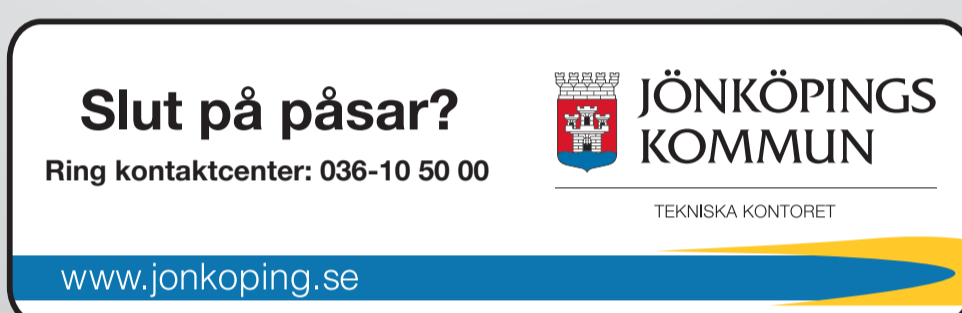 Slut på påsar?
Ring kontaktcenter: 036-10 50 00
JÖNKÖPINGS
KOMMUN
TEKNISKA KONTORET
www.jonkoping.se